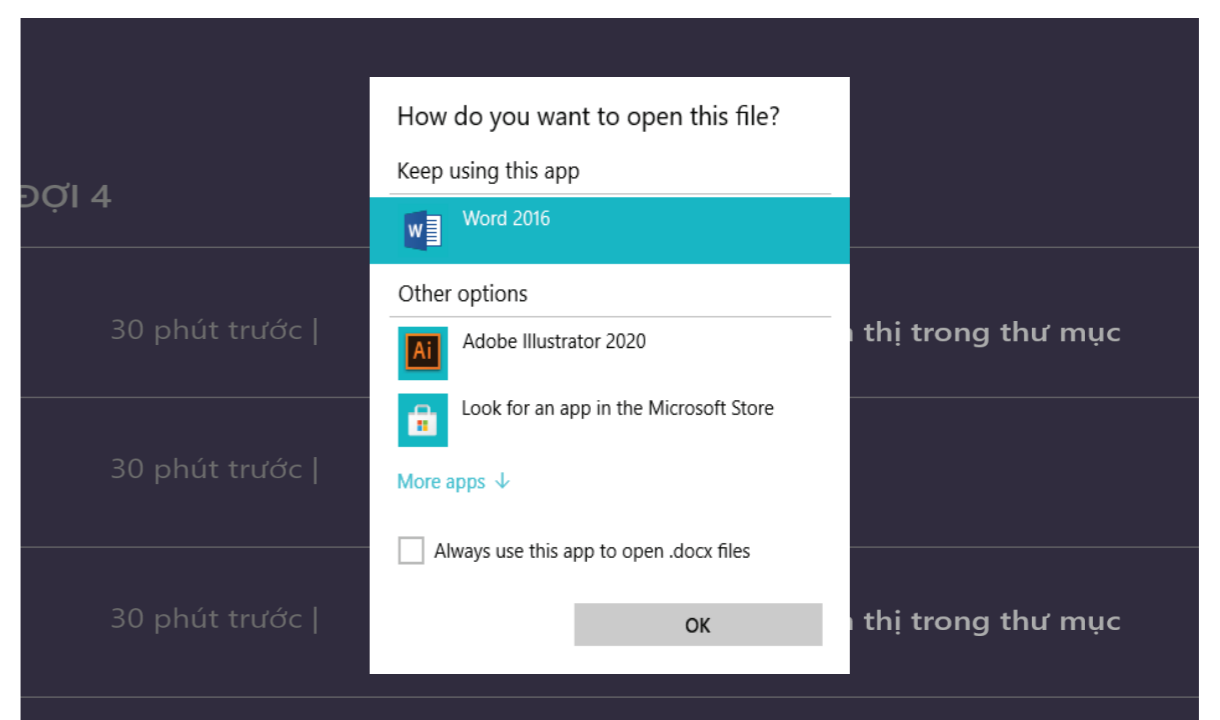 How do you want to open this file?
Keep using this app
ĐỢI 4
Word 2016
Other options
30 phút trước |
thị trong thư mục
Adobe Illustrator 2020
Look for an app in the Microsoft Store
30 phút trước |
More apps ↓
Always use this app to open .docx files
30 phút trước |
thị trong thư mục
OK